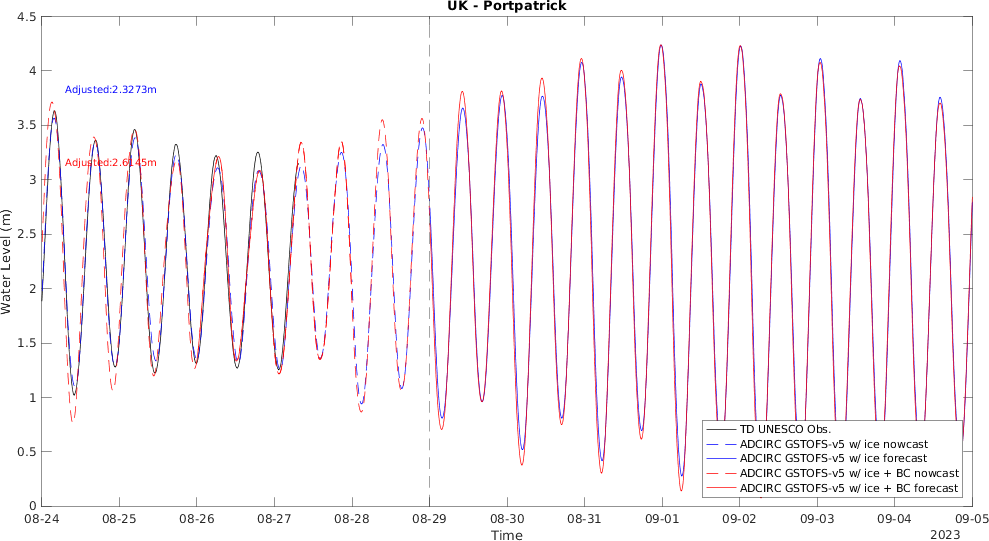 UK - Portpatrick
4.5
4
3.5
3
2.5
2
1.5
1
0.5
0
Water Level (m)
Adjusted:2.3273m
Adjusted:2.6145m
TD UNESCO Obs.
ADCIRC GSTOFS-v5 w/ ice nowcast
ADCIRC GSTOFS-v5 w/ ice forecast
ADCIRC GSTOFS-v5 w/ ice + BC nowcast
ADCIRC GSTOFS-v5 w/ ice + BC forecast
08-24 08-25 08-26 08-27 08-28 08-29 08-30 08-31 09-01 09-02 09-03 09-04 09-05
Time
2023